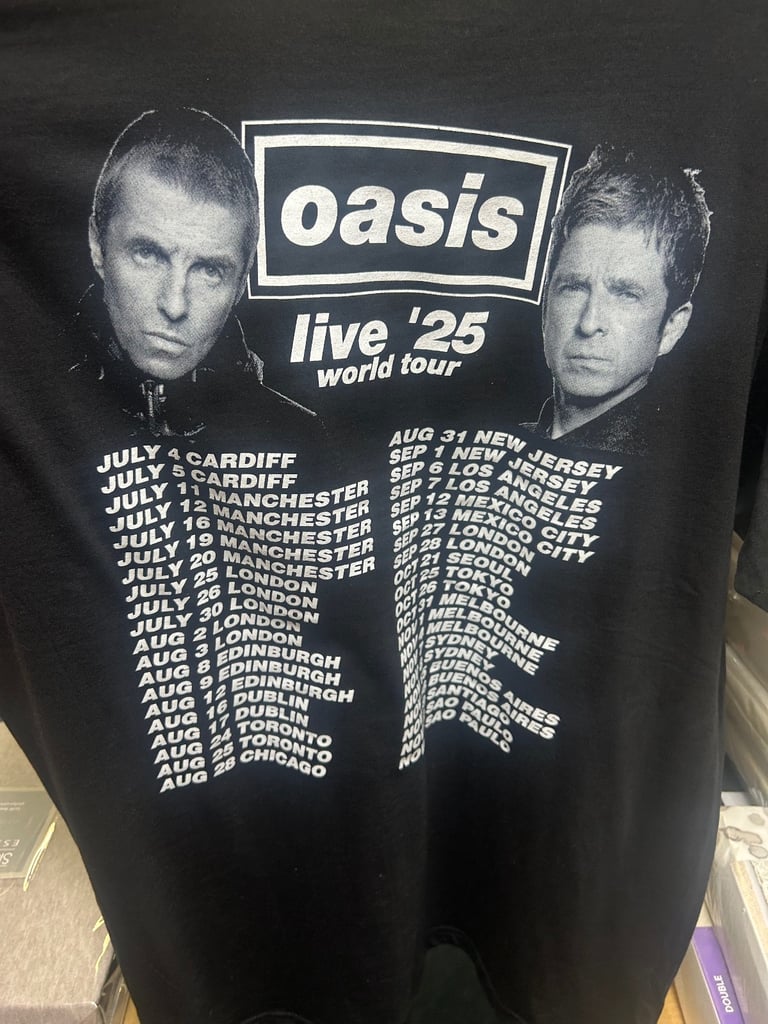 oasis
live '25
world tour
JULY 4 CARDIFF
JULY 5 CARDIFF
JULY 11 MANCHESTER
JULY 12 MANCHESTER
JULY 16 MANCHESTER
JULY 19 MANCHESTER
JULY 20 MANCHESTER
JULY 25 LONDON
JULY 26 LONDON
JULY 30 LONDON
AUG 2 LONDON
AUG 3 LONDON
AUG 8 EDINBURGH
AUG 9 EDINBURGH
AUG 12 EDINBURGH
AUG 16 DUBLIN
AUG 17 DUBLIN
AUG 24 TORONTO
AUG 25 TORONTO
AUG 28 CHICAGO
AUG 31 NEW JERSEY
SEP 1 NEW JERSEY
SEP 6 LOS ANGELES
SEP 7 LOS ANGELES
SEP 12 MEXICO CITY
SEP 13 MEXICO CITY
SEP 27 LONDON
SEP 28 LONDON
OCT 21 SEOUL
OCT 25 TOKYO
OCT 26 TOKYO
OCT 31 MELBOURNE
NOV MELBOURNE
SYDNEY
BUENOS AIRES
SANTIAGO
SAO PAULO
SAO PAULO
DOUBLE